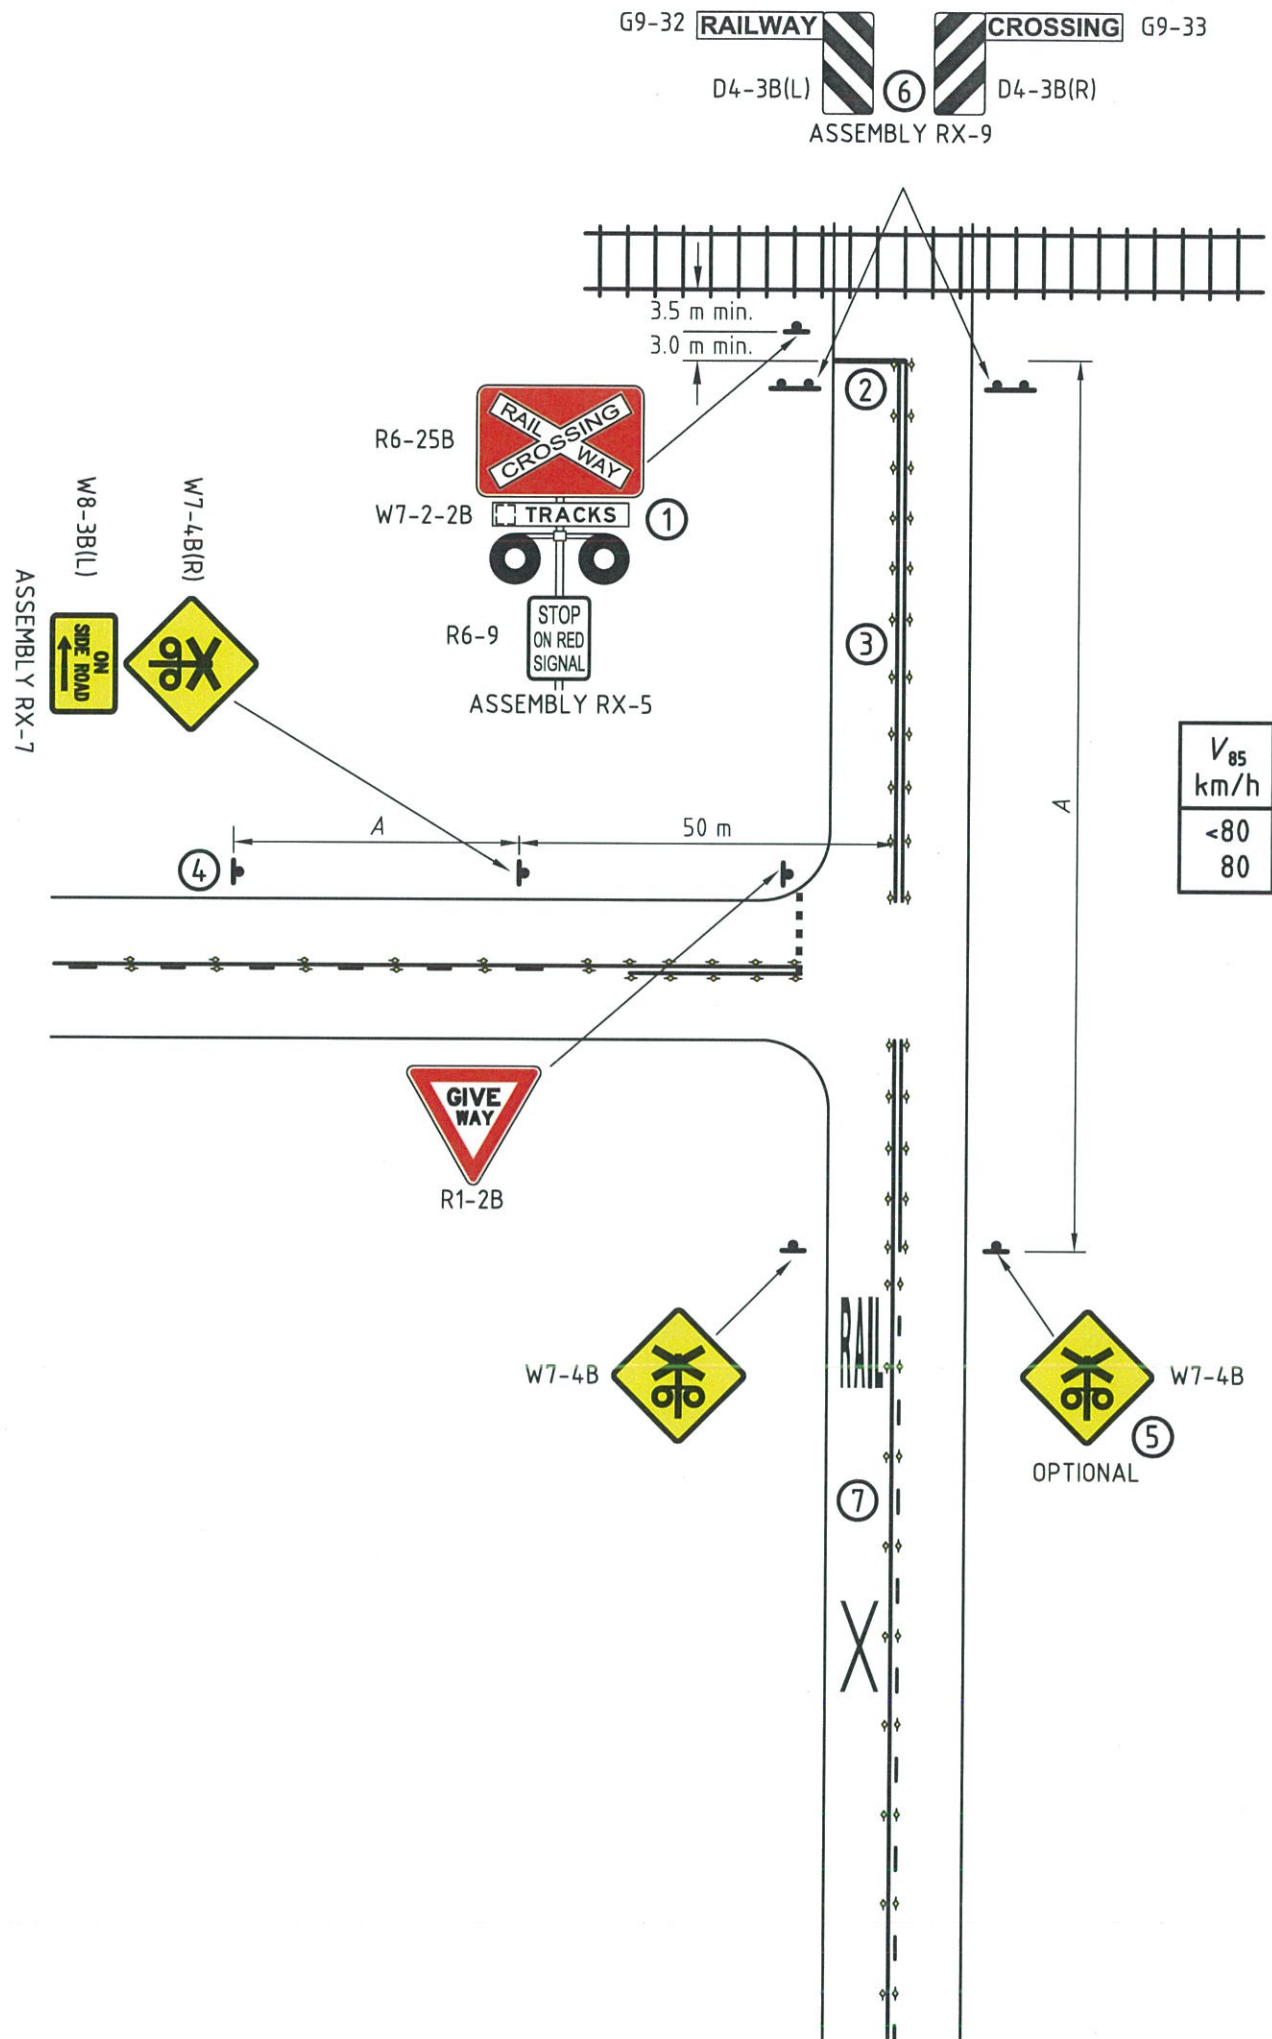 G9-32 RAILWAY CROSSING G9-33
D4-3B(L) 6 D4-3B(R)
ASSEMBLY RX-9
3.5 m min.
3.0 m min.
2
R6-25B
RAIL WAY
CROSSING
W7-2-2B TRACKS 1
R6-9
STOP
ON RED
SIGNAL
ASSEMBLY RX-5
W8-3B(L)
W7-4B(R)
ON
SIDE ROAD
ASSEMBLY RX-7
3
V85
km/h
<80
80
A
A
50 m
4
GIVE
WAY
R1-2B
RAIL
W7-4B
W7-4B
5
OPTIONAL
7
X